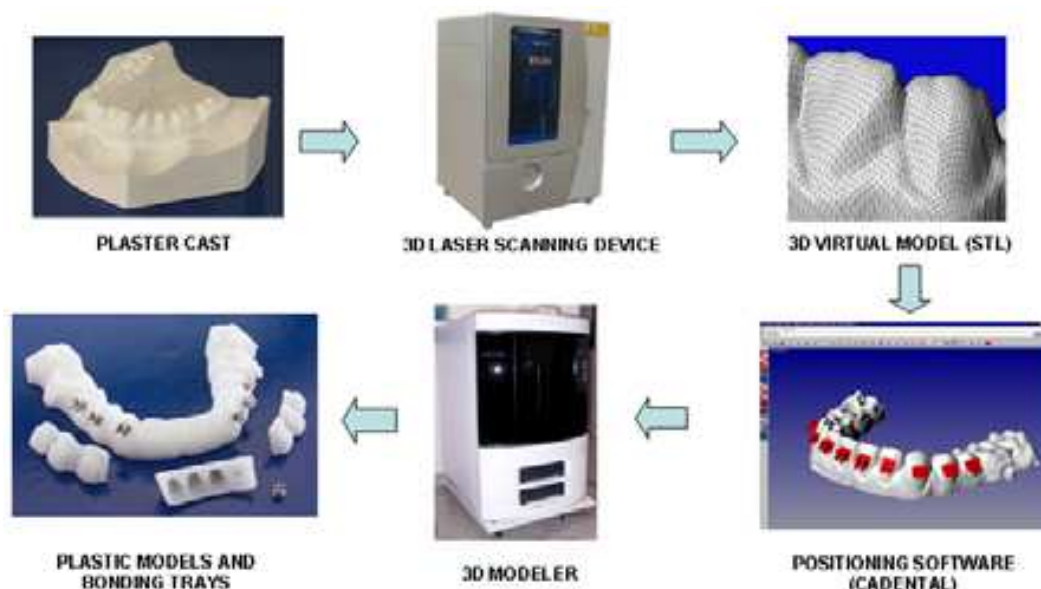 PLASTER CAST
3D LASER SCANNING DEVICE
3D VIRTUAL MODEL (STL)
PLASTIC MODELS AND
BONDING TRAYS
3D MODELER
POSITIONING SOFTWARE
(CADENTAL)